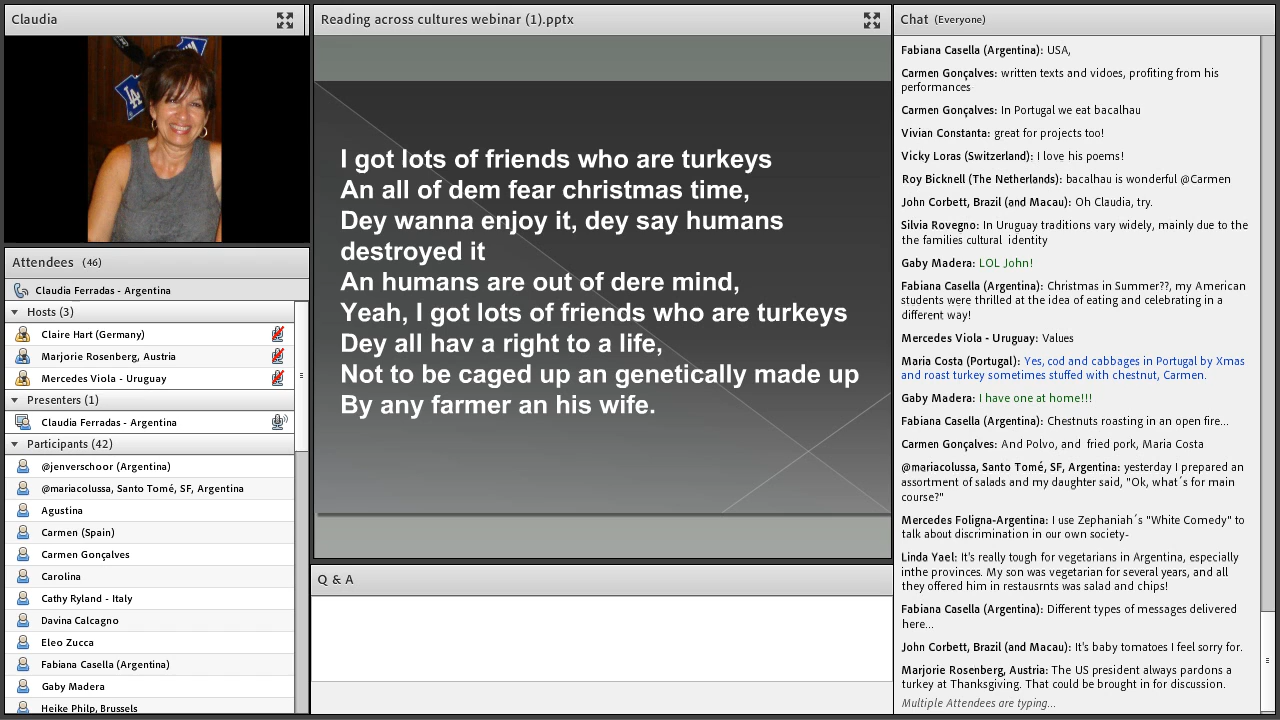 Claudia
LA
Attendees (46)
Claudia Ferradas - Argentina
Hosts (3)
Claire Hart (Germany)
Marjorie Rosenberg, Austria
Mercedes Viola - Uruguay
Presenters (1)
Claudia Ferradas - Argentina
Participants (42)
@jenverschoor (Argentina)
@mariacolussa, Santo Tomé, SF, Argentina
Agustina
Carmen (Spain)
Carmen Gonçalves
Carolina
Cathy Ryland - Italy
Davina Calcagno
Eleo Zucca
Fabiana Casella (Argentina)
Gaby Madera
Heike Philp, Brussels
Reading across cultures webinar (1).pptx
I got lots of friends who are turkeys
An all of dem fear christmas time,
Dey wanna enjoy it, dey say humans
destroyed it
An humans are out of dere mind,
Yeah, I got lots of friends who are turkeys
Dey all hav a right to a life,
Not to be caged up an genetically made up
By any farmer an his wife.
Q & A
Chat (Everyone)
Fabiana Casella (Argentina): USA,
Carmen Gonçalves: written texts and vidoes, profiting from his
performances
Carmen Gonçalves: In Portugal we eat bacalhau
Vivian Constanta: great for projects too!
Vicky Loras (Switzerland): I love his poems!
Roy Bicknell (The Netherlands): bacalhau is wonderful @Carmen
John Corbett, Brazil (and Macau): Oh Claudia, try.
Silvia Rovegno: In Uruguay traditions vary widely, mainly due to the
the families cultural identity
Gaby Madera: LOL John!
Fabiana Casella (Argentina): Christmas in Summer??, my American
students were thrilled at the idea of eating and celebrating in a
different way!
Mercedes Viola - Uruguay: Values
Maria Costa (Portugal): Yes, cod and cabbages in Portugal by Xmas
and roast turkey sometimes stuffed with chestnut, Carmen.
Gaby Madera: I have one at home!!!
Fabiana Casella (Argentina): Chestnuts roasting in an open fire...
Carmen Gonçalves: And Polvo, and fried pork, Maria Costa
@mariacolussa, Santo Tomé, SF, Argentina: yesterday I prepared an
assortment of salads and my daughter said, "Ok, what´s for main
course?"
Mercedes Foligna-Argentina: I use Zephaniah´s "White Comedy" to
talk about discrimination in our own society-
Linda Yael: It's really tough for vegetarians in Argentina, especially
inthe provinces. My son was vegetarian for several years, and all
they offered him in restausrnts was salad and chips!
Fabiana Casella (Argentina): Different types of messages delivered
here...
John Corbett, Brazil (and Macau): It's baby tomatoes I feel sorry for.
Marjorie Rosenberg, Austria: The US president always pardons a
turkey at Thanksgiving. That could be brought in for discussion.
Multiple Attendees are typing...